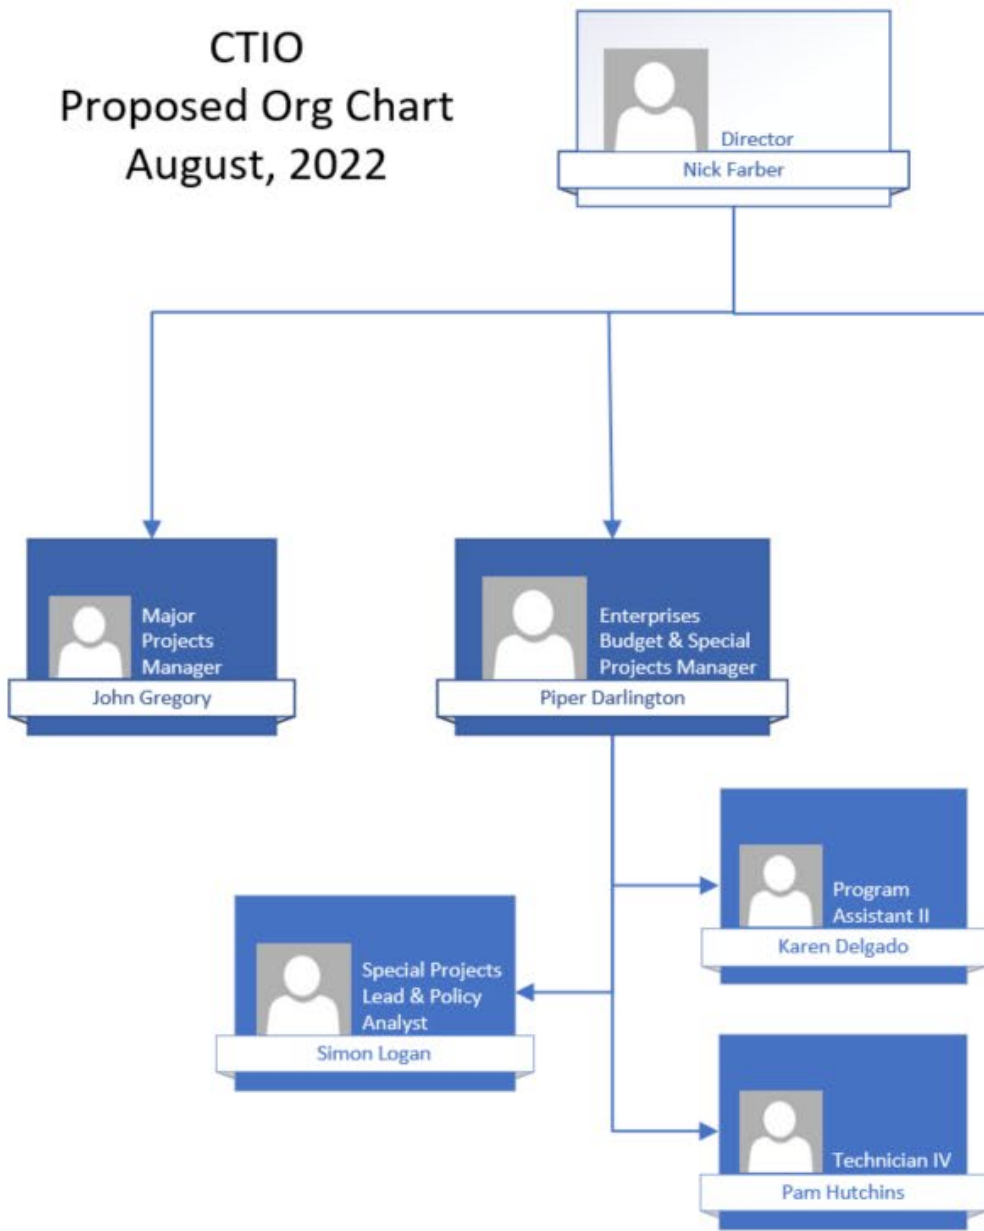 CTIO
Proposed Org Chart
August, 2022
Director
Nick Farber
Major
Projects
Manager
John Gregory
Enterprises
Budget & Special
Projects Manager
Piper Darlington
Program
Assistant II
Karen Delgado
Special Projects
Lead & Policy
Analyst
Simon Logan
Technician IV
Pam Hutchins